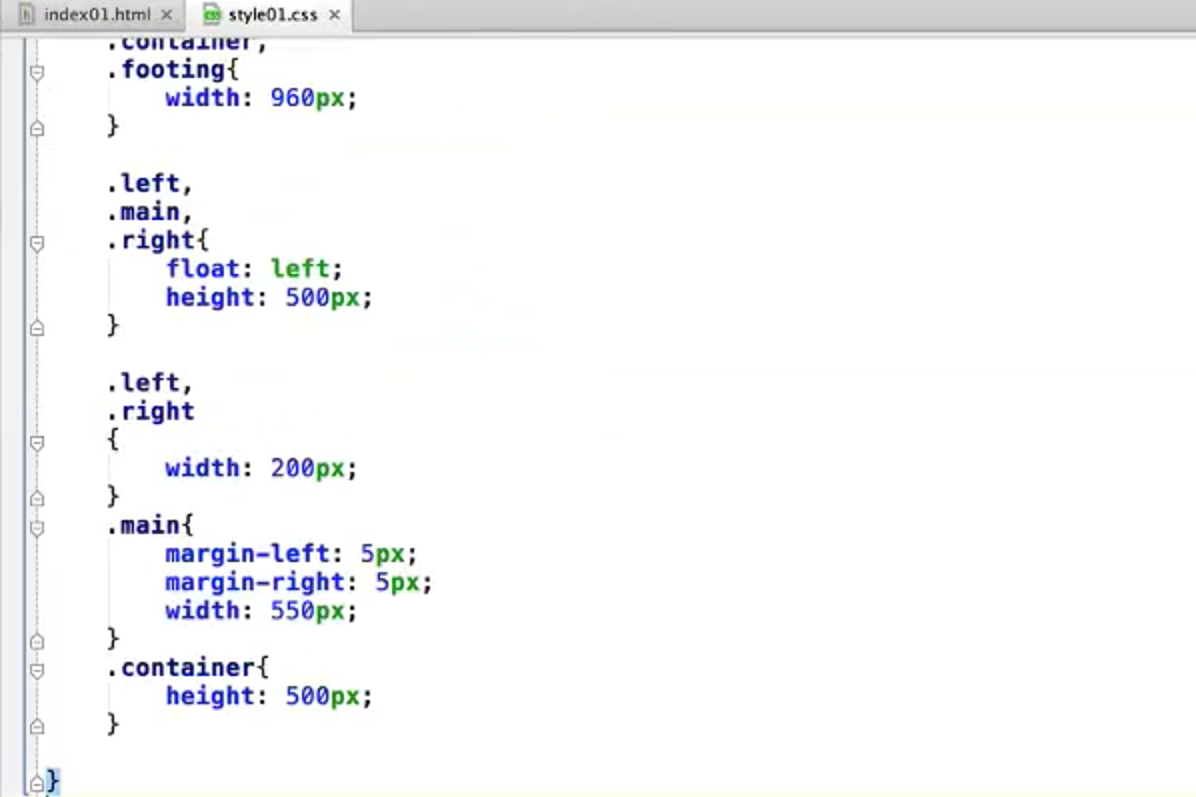 index01.html
style01.css
.container,
.footing{
width: 960px;
}
.left,
.main,
.right{
float: left;
height: 500px;
}
.left,
.right
{
width: 200px;
}
.main{
margin-left: 5px;
margin-right: 5px;
width: 550px;
}
.container{
height: 500px;
}
}